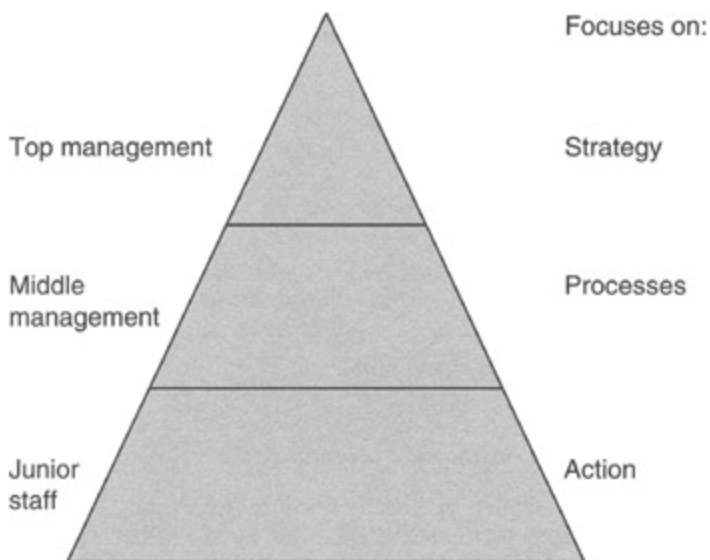 Focuses on:
Top management
Strategy
Middle
management
Processes
Junior
staff
Action